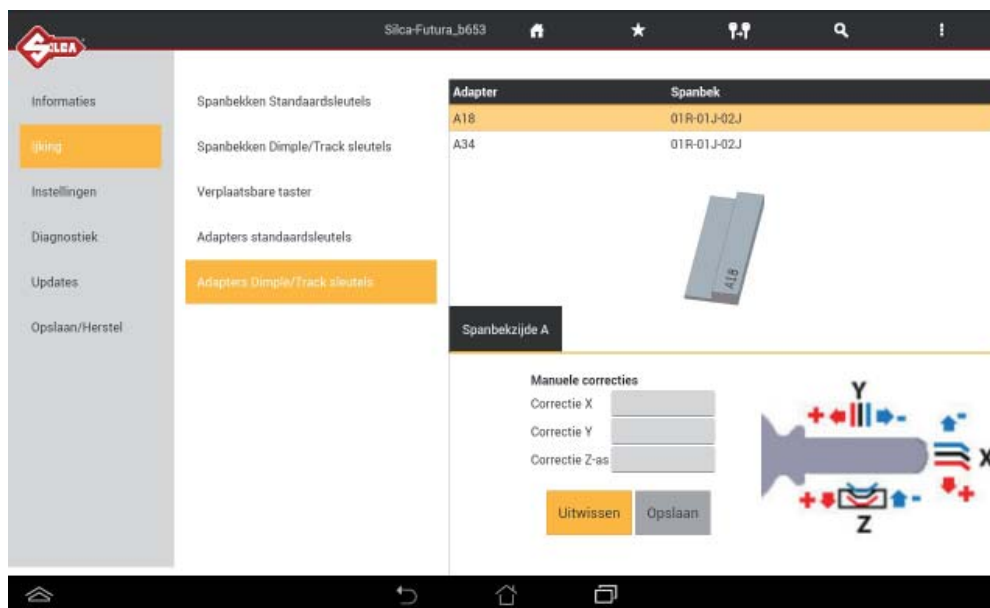 SILCA
Silca-Futura_b653
Informaties
Ijking
Instellingen
Diagnostiek
Updates
Opslaan/Herstel
Spanbekken Standaardsleutels
Spanbekken Dimple/Track sleutels
Verplaatsbare taster
Adapters standaardsleutels
Adapters Dimple/Track sleutels
Adapter Spanbek
A18 01R-01J-02J
A34 01R-01J-02J
A18
Spanbekzijde A
Manuele correcties
Correctie X
Correctie Y
Correctie Z-as
Uitwissen Opslaan
Y
+ -
-
X
+
+ -
Z